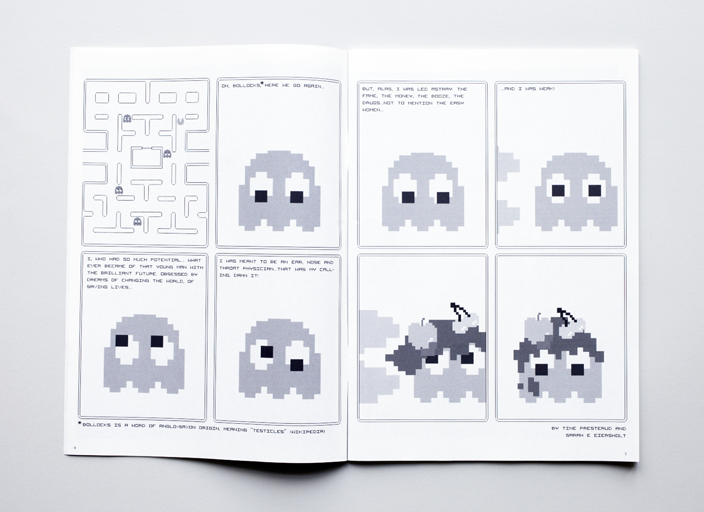 OH, BOLLOCKS,* HERE WE GO AGAIN...
I, WHO HAD SO MUCH POTENTIAL... WHAT
EVER BECAME OF THAT YOUNG MAN WITH
THE BRILLIANT FUTURE, OBSESSED BY
DREAMS OF CHANGING THE WORLD, OF
SAVING LIVES...
I WAS MEANT TO BE AN EAR, NOSE AND
THROAT PHYSICIAN...THAT WAS MY CALL-
ING, DAMN IT!
*BOLLOCKS IS A WORD OF ANGLO-SAXON ORIGIN, MEANING "TESTICLES" (WIKIPEDIA)
BUT, ALAS, I WAS LED ASTRAY. THE
FAME, THE MONEY, THE BOOZE, THE
DRUGS...NOT TO MENTION THE EASY
WOMEN...
...AND I WAS WEAK!
BY TINE FRESTERUD AND
SARAH E EIERSHOLT